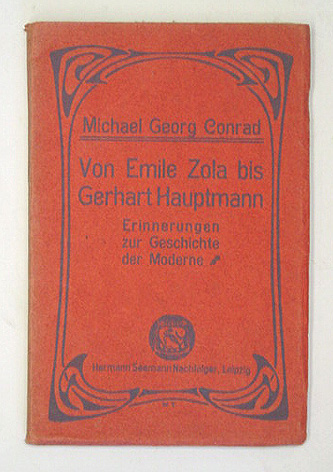 Michael Georg Conrad
Von Emile Zola bis
Gerhart Hauptmann
Erinnerungen
zur Geschichte
der Moderne
Hermann Seemann Nachfolger, Leipzig